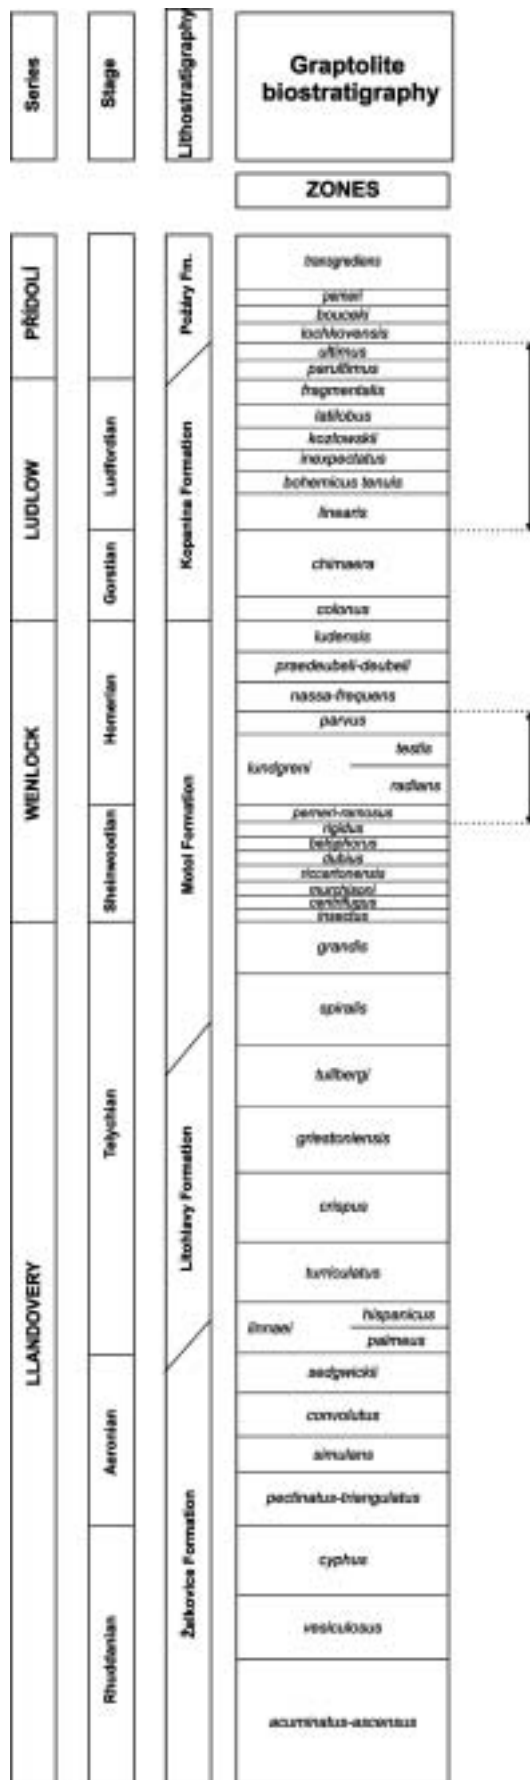 Series
Stage
Lithostratigraphy
Graptolite
biostratigraphy
ZONES
PŘÍDOLÍ
LUDLOW
WENLOCK
LLANDOVERY
Ludfordian
Gorstian
Homerian
Sheinwoodian
Telychian
Aeronian
Rhuddanian
Požáry Fm.
Kopanina Formation
Motol Formation
Litohlavy Formation
Želkovice Formation
transgrediens
perneri
bouceki
lochkovensis
ultimus
parultimus
fragmentalis
latilobus
kozlowskii
inexpectatus
bohemicus tenuis
linearis
chimaera
colonus
ludensis
praedeubeli-deubeli
nassa-frequens
parvus
lundgreni
testis
radians
perneri-ramosus
rigidus
belophorus
dubius
riccartonensis
murchisoni
centrifugus
insectus
grandis
spiralis
tullbergi
griestoniensis
crispus
turriculatus
linnaei
hispanicus
palmeus
sedgwickii
convolutus
simulans
pectinatus-triangulatus
cyphus
vesiculosus
acuminatus-ascensus